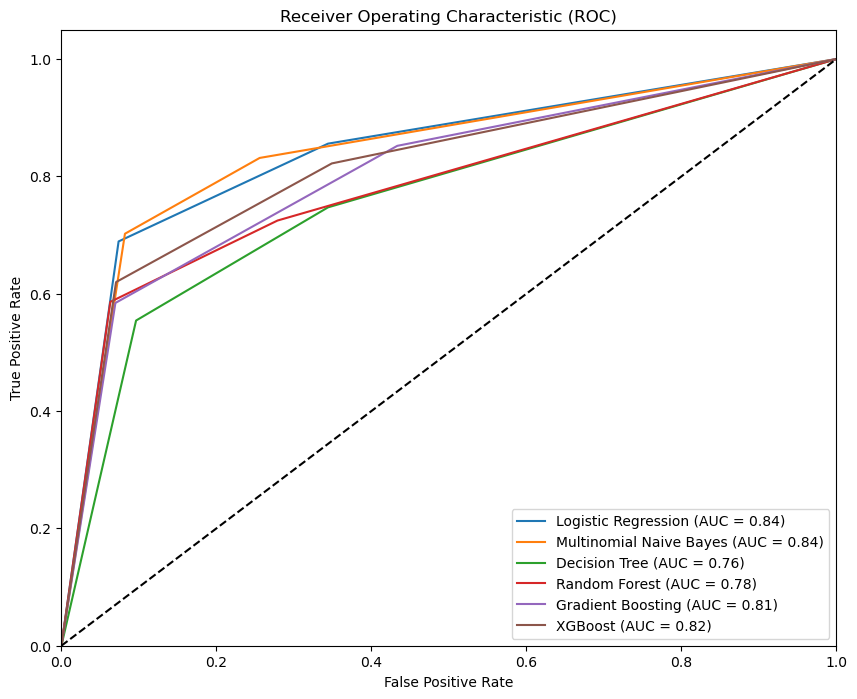 Receiver Operating Characteristic (ROC)
True Positive Rate
1.0
0.8
0.6
0.4
0.2
0.0
Logistic Regression (AUC = 0.84)
Multinomial Naive Bayes (AUC = 0.84)
Decision Tree (AUC = 0.76)
Random Forest (AUC = 0.78)
Gradient Boosting (AUC = 0.81)
XGBoost (AUC = 0.82)
0.0 0.2 0.4 0.6 0.8 1.0
False Positive Rate